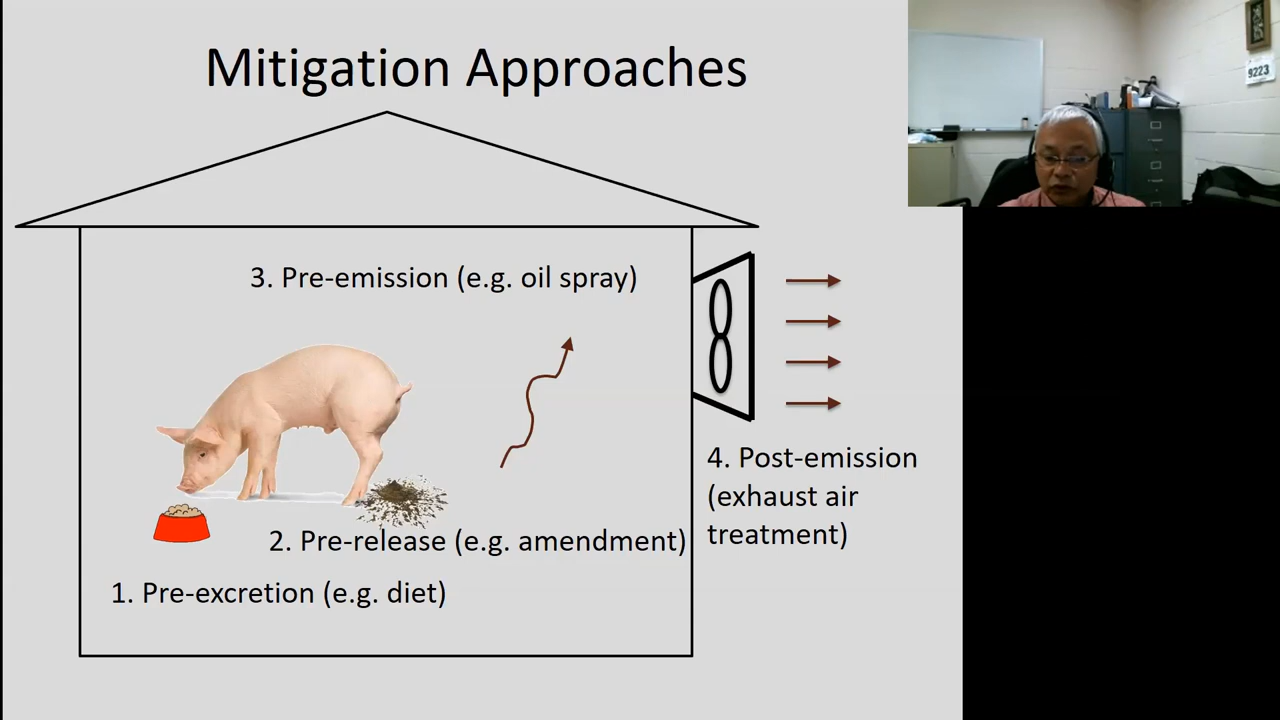 Mitigation Approaches
9223
3. Pre-emission (e.g. oil spray)
4. Post-emission
(exhaust air
treatment)
2. Pre-release (e.g. amendment)
1. Pre-excretion (e.g. diet)